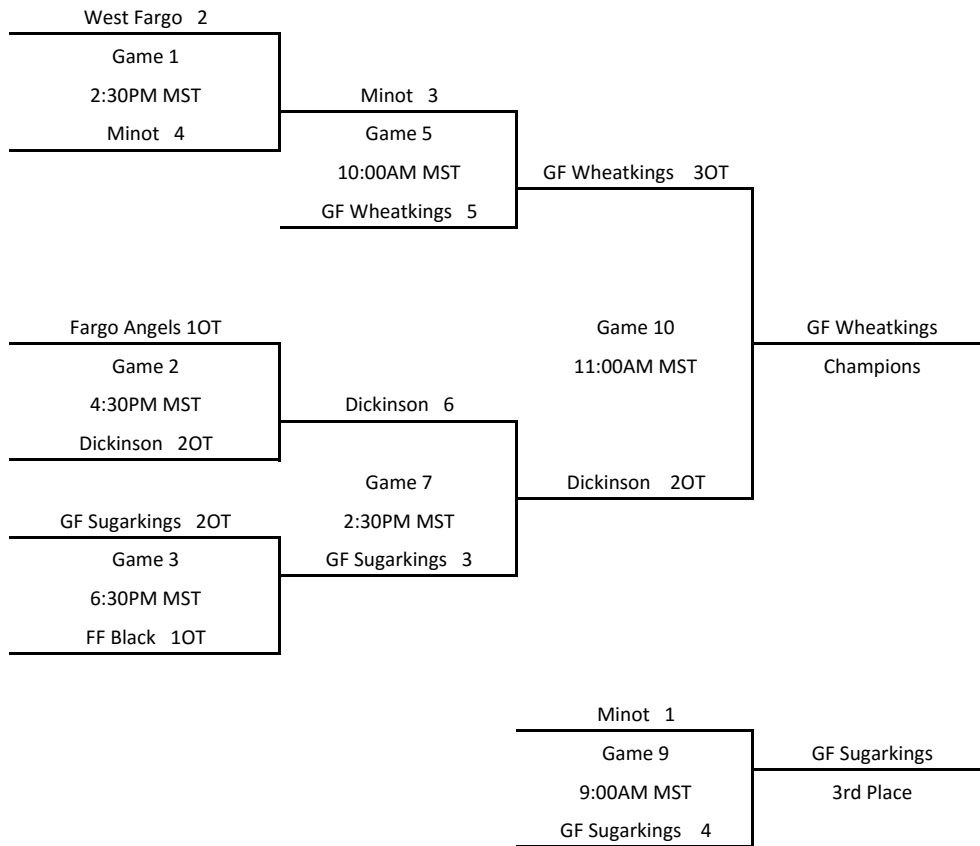 West Fargo 2
Game 1
2:30PM MST
Minot 4
Minot 3
Game 5
10:00AM MST
GF Wheatkings 5
GF Wheatkings 3OT
Fargo Angels 1OT
Game 2
4:30PM MST
Dickinson 2OT
Dickinson 6
Game 7
2:30PM MST
GF Sugarkings 3
GF Sugarkings 2OT
Game 3
6:30PM MST
FF Black 1OT
Game 10
11:00AM MST
Dickinson 2OT
GF Wheatkings
Champions
Minot 1
Game 9
9:00AM MST
GF Sugarkings 4
GF Sugarkings
3rd Place